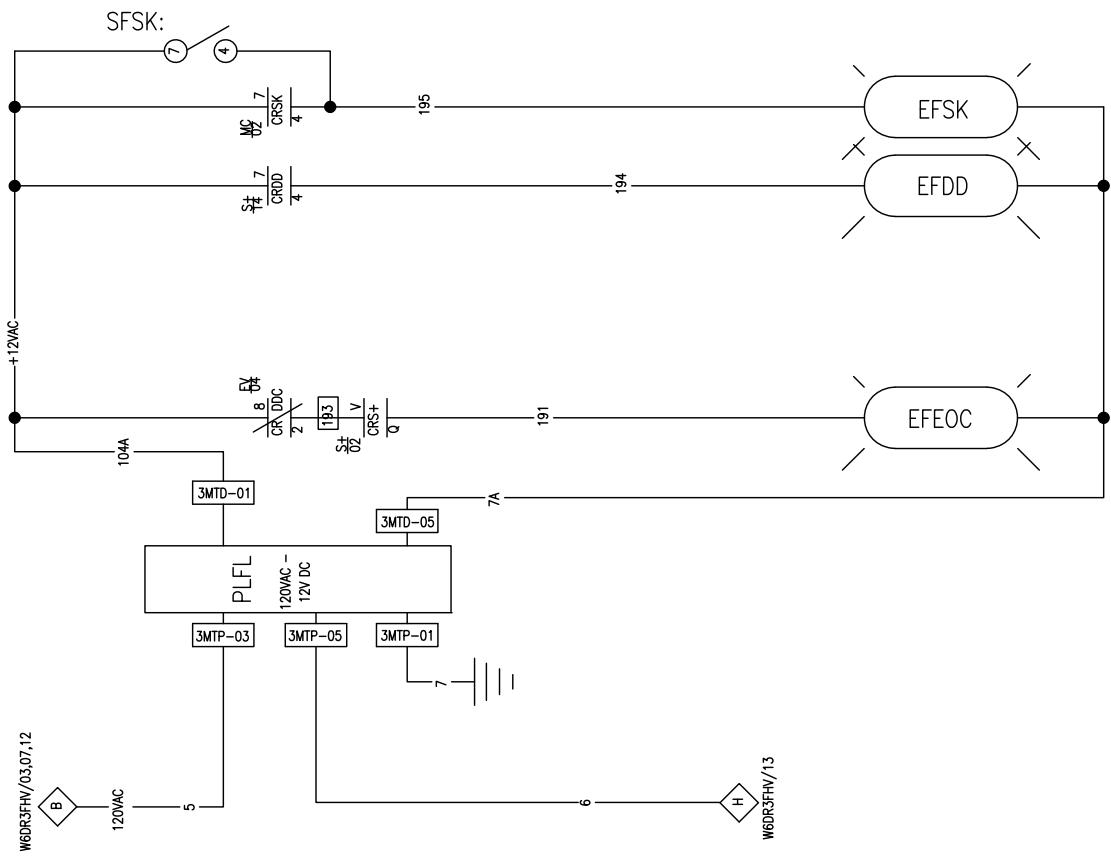 SFSK:
7
4
MC
02
7
CRSK
4
195
EFSK
S+
14
7
CRDD
4
194
EFDD
+12VAC
EV
04
8
CR DDC
2
193
S+
02
V
CRS+
Q
191
EFEOC
104A
3MTD-01
3MTD-05
7A
PLFL
120VAC -
12V DC
3MTP-03
3MTP-05
3MTP-01
7
W6DR3FHV/03,07,12
B
120VAC
5
6
H
W6DR3FHV/13